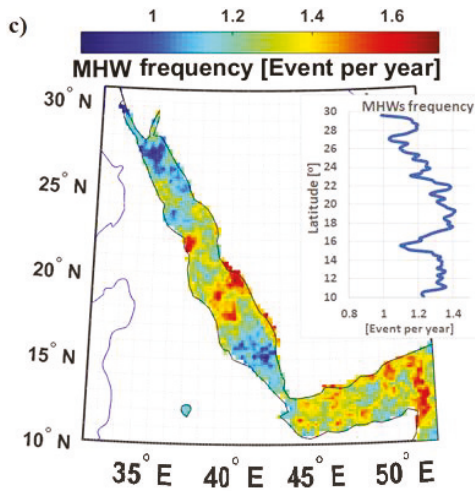 c)
1 1.2 1.4 1.6
MHW frequency [Event per year]
30° N
25° N
20° N
15° N
10° N
35° E 40° E 45° E 50° E
MHWs frequency
Latitude [°]
30
28
26
24
22
20
18
16
14
12
10
0.8 1 1.2 1.4
[Event per year]